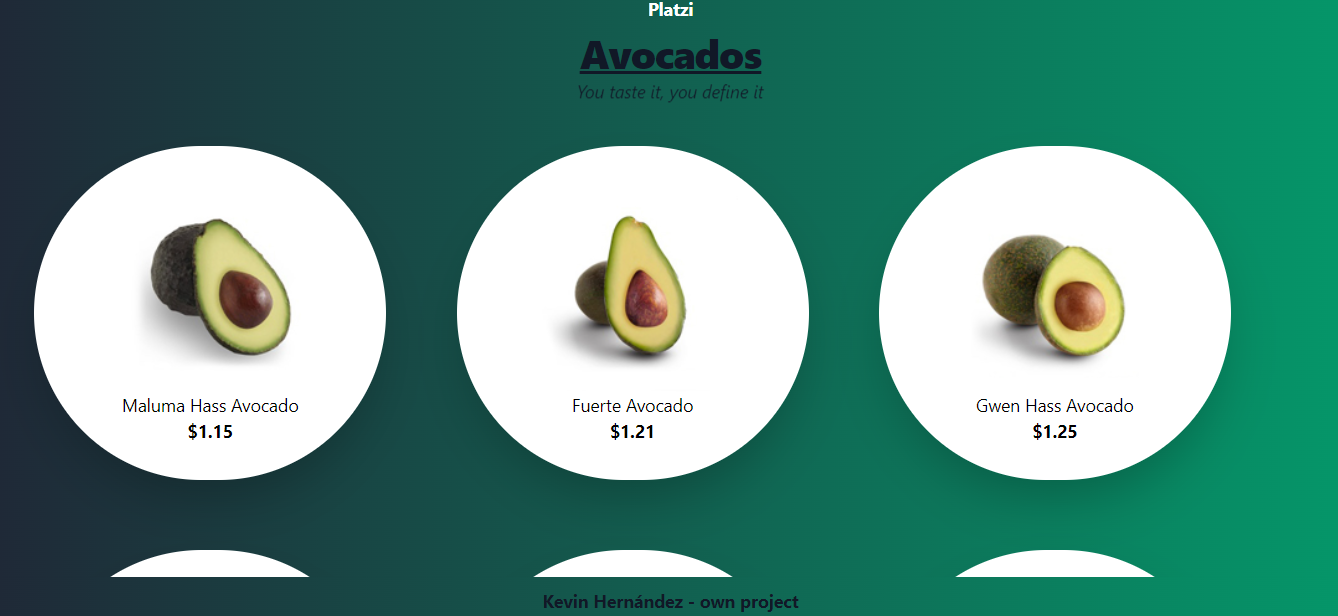 Platzi
Avocados
You taste it, you define it
Maluma Hass Avocado
$1.15
Fuerte Avocado
$1.21
Gwen Hass Avocado
$1.25
Kevin Hernández - own project